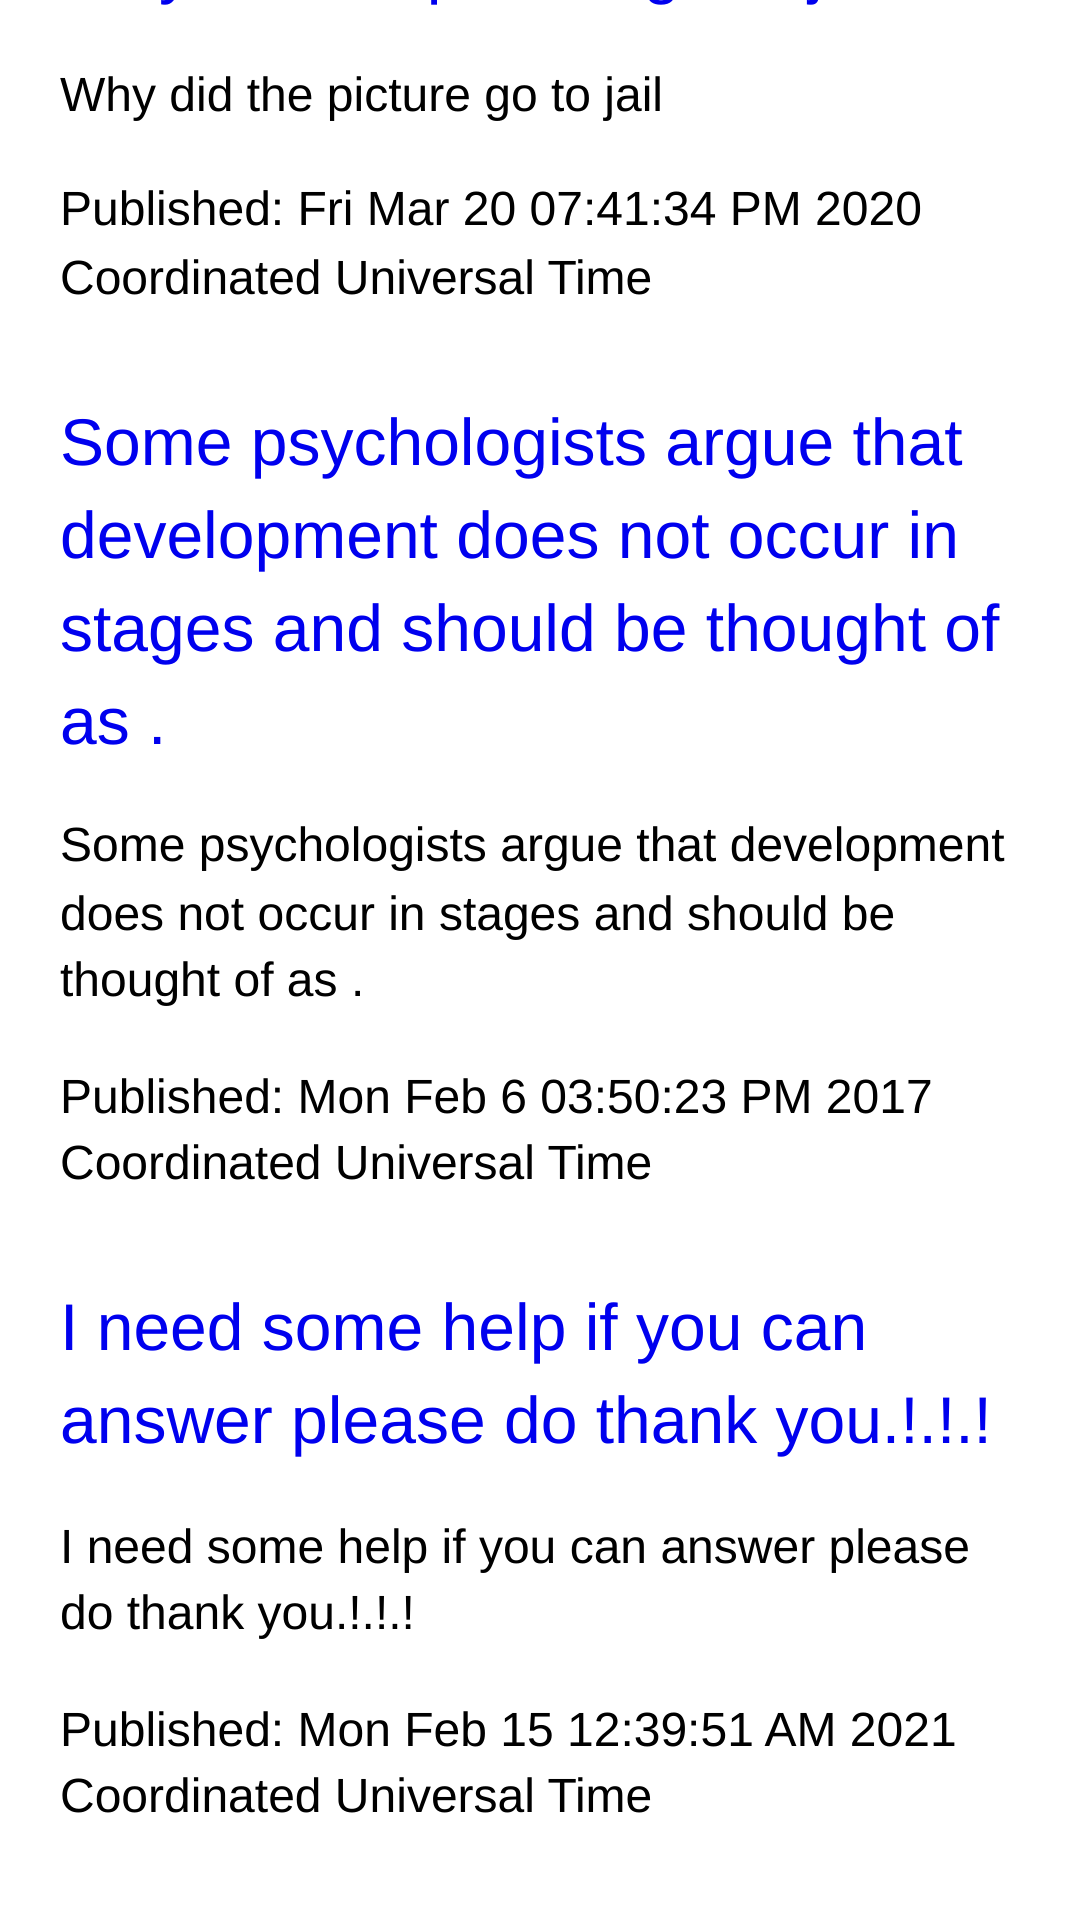 Why did the picture go to jail
Published: Fri Mar 20 07:41:34 PM 2020
Coordinated Universal Time
Some psychologists argue that
development does not occur in
stages and should be thought of
as .
Some psychologists argue that development
does not occur in stages and should be
thought of as .
Published: Mon Feb 6 03:50:23 PM 2017
Coordinated Universal Time
I need some help if you can
answer please do thank you.!.!.!
I need some help if you can answer please
do thank you.!.!.!
Published: Mon Feb 15 12:39:51 AM 2021
Coordinated Universal Time